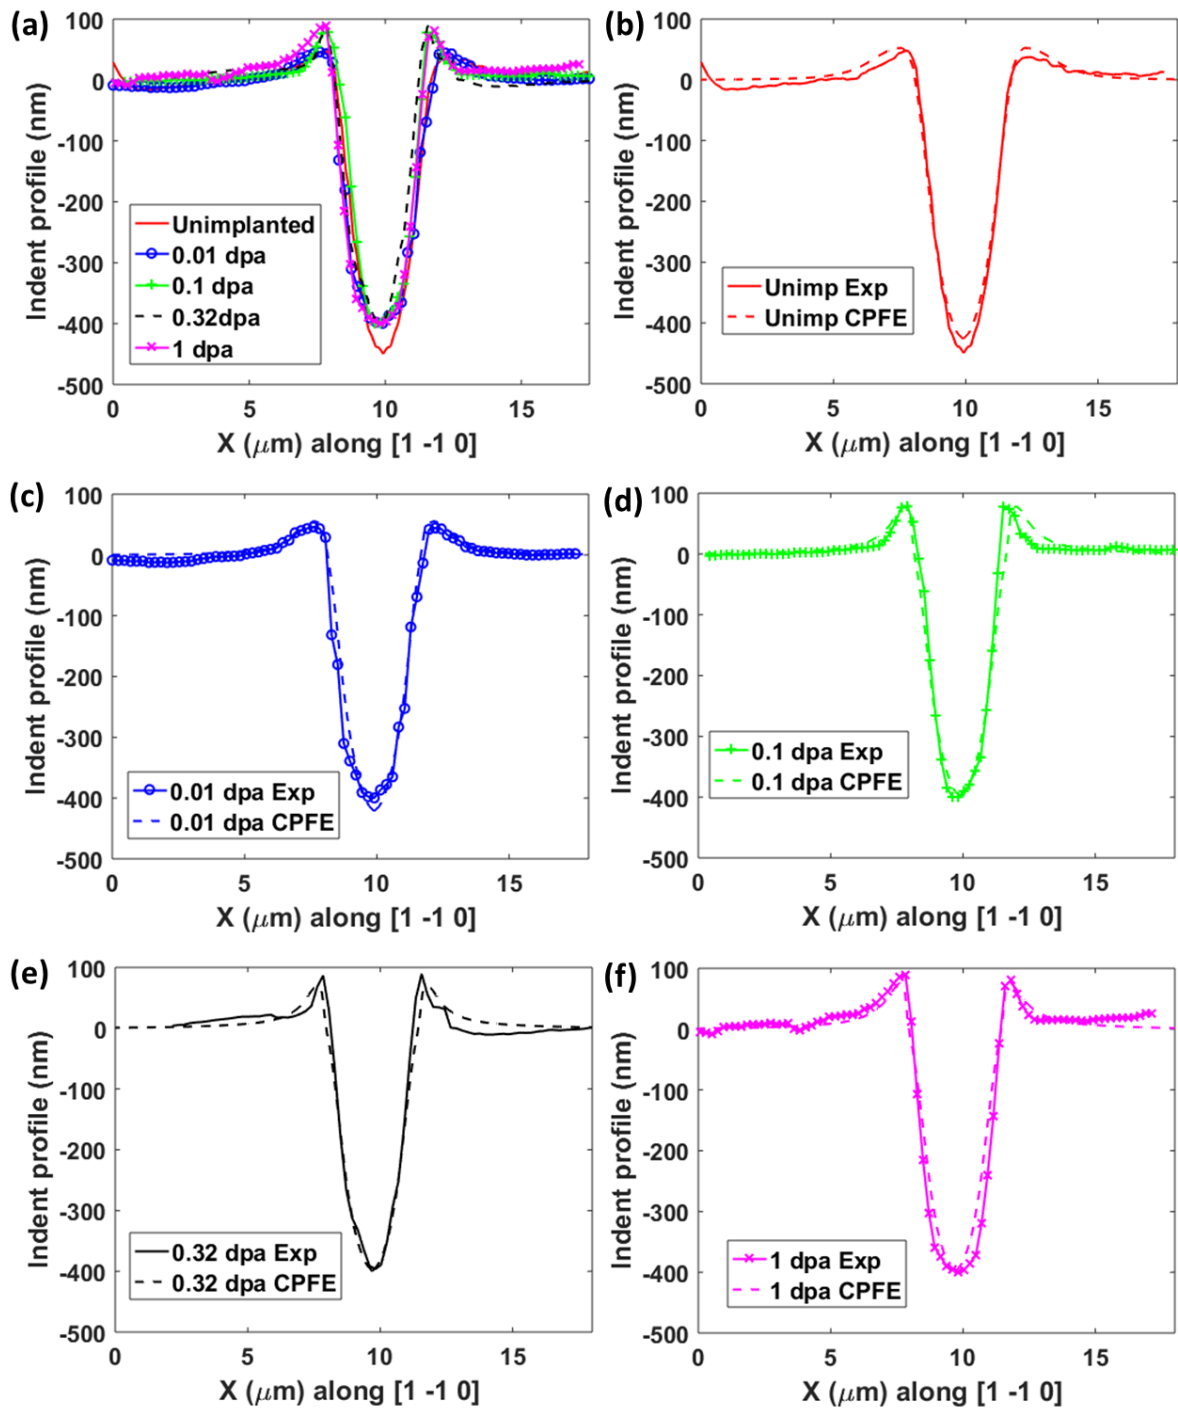 (a)
100
0
-100
-200
-300
-400
-500
Indent profile (nm)
Unimplanted
0.01 dpa
0.1 dpa
0.32dpa
1 dpa
0 5 10 15
X (μm) along [1 -1 0]
(b)
100
0
-100
-200
-300
-400
-500
Indent profile (nm)
Unimp Exp
Unimp CPFE
0 5 10 15
X (μm) along [1 -1 0]
(c)
100
0
-100
-200
-300
-400
-500
Indent profile (nm)
0.01 dpa Exp
0.01 dpa CPFE
0 5 10 15
X (μm) along [1 -1 0]
(d)
100
0
-100
-200
-300
-400
-500
Indent profile (nm)
0.1 dpa Exp
0.1 dpa CPFE
0 5 10 15
X (μm) along [1 -1 0]
(e)
100
0
-100
-200
-300
-400
-500
Indent profile (nm)
0.32 dpa Exp
0.32 dpa CPFE
0 5 10 15
X (μm) along [1 -1 0]
(f)
100
0
-100
-200
-300
-400
-500
Indent profile (nm)
1 dpa Exp
1 dpa CPFE
0 5 10 15
X (μm) along [1 -1 0]